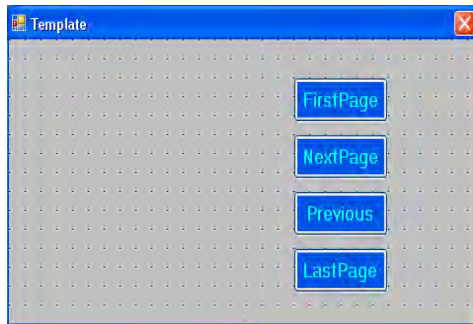 Template
FirstPage
NextPage
Previous
LastPage